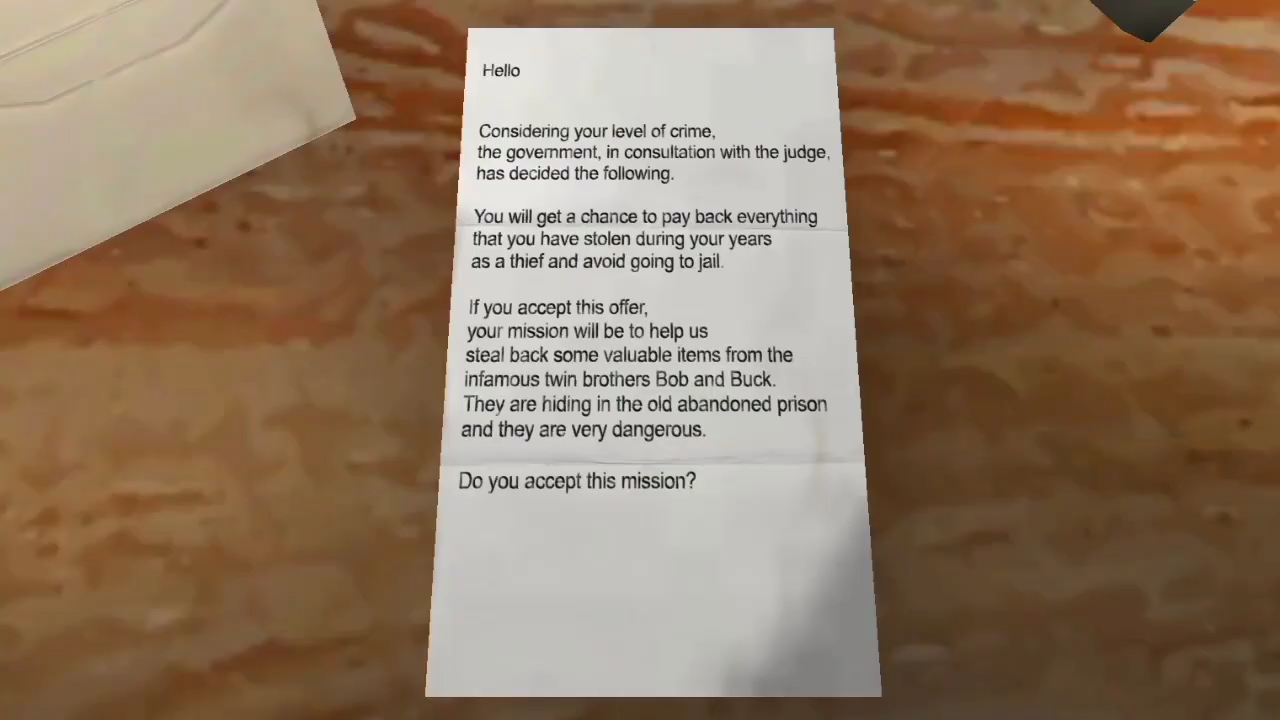 Hello
Considering your level of crime,
the government, in consultation with the judge,
has decided the following.
You will get a chance to pay back everything
that you have stolen during your years
as a thief and avoid going to jail.
If you accept this offer,
your mission will be to help us
steal back some valuable items from the
infamous twin brothers Bob and Buck.
They are hiding in the old abandoned prison
and they are very dangerous.
Do you accept this mission?